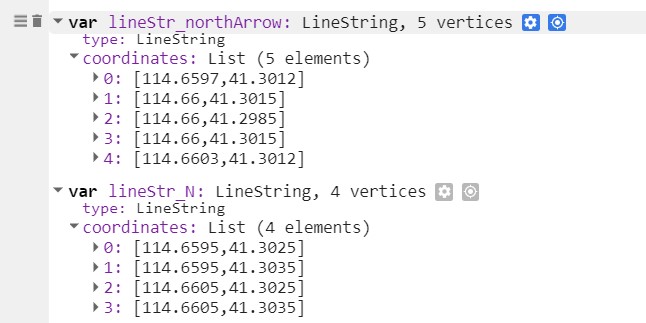 var lineStr_northArrow: LineString, 5 vertices
type: LineString
coordinates: List (5 elements)
0: [114.6597,41.3012]
1: [114.66,41.3015]
2: [114.66,41.2985]
3: [114.66,41.3015]
4: [114.6603,41.3012]
var lineStr_N: LineString, 4 vertices
type: LineString
coordinates: List (4 elements)
0: [114.6595,41.3025]
1: [114.6595,41.3035]
2: [114.6605,41.3025]
3: [114.6605,41.3035]